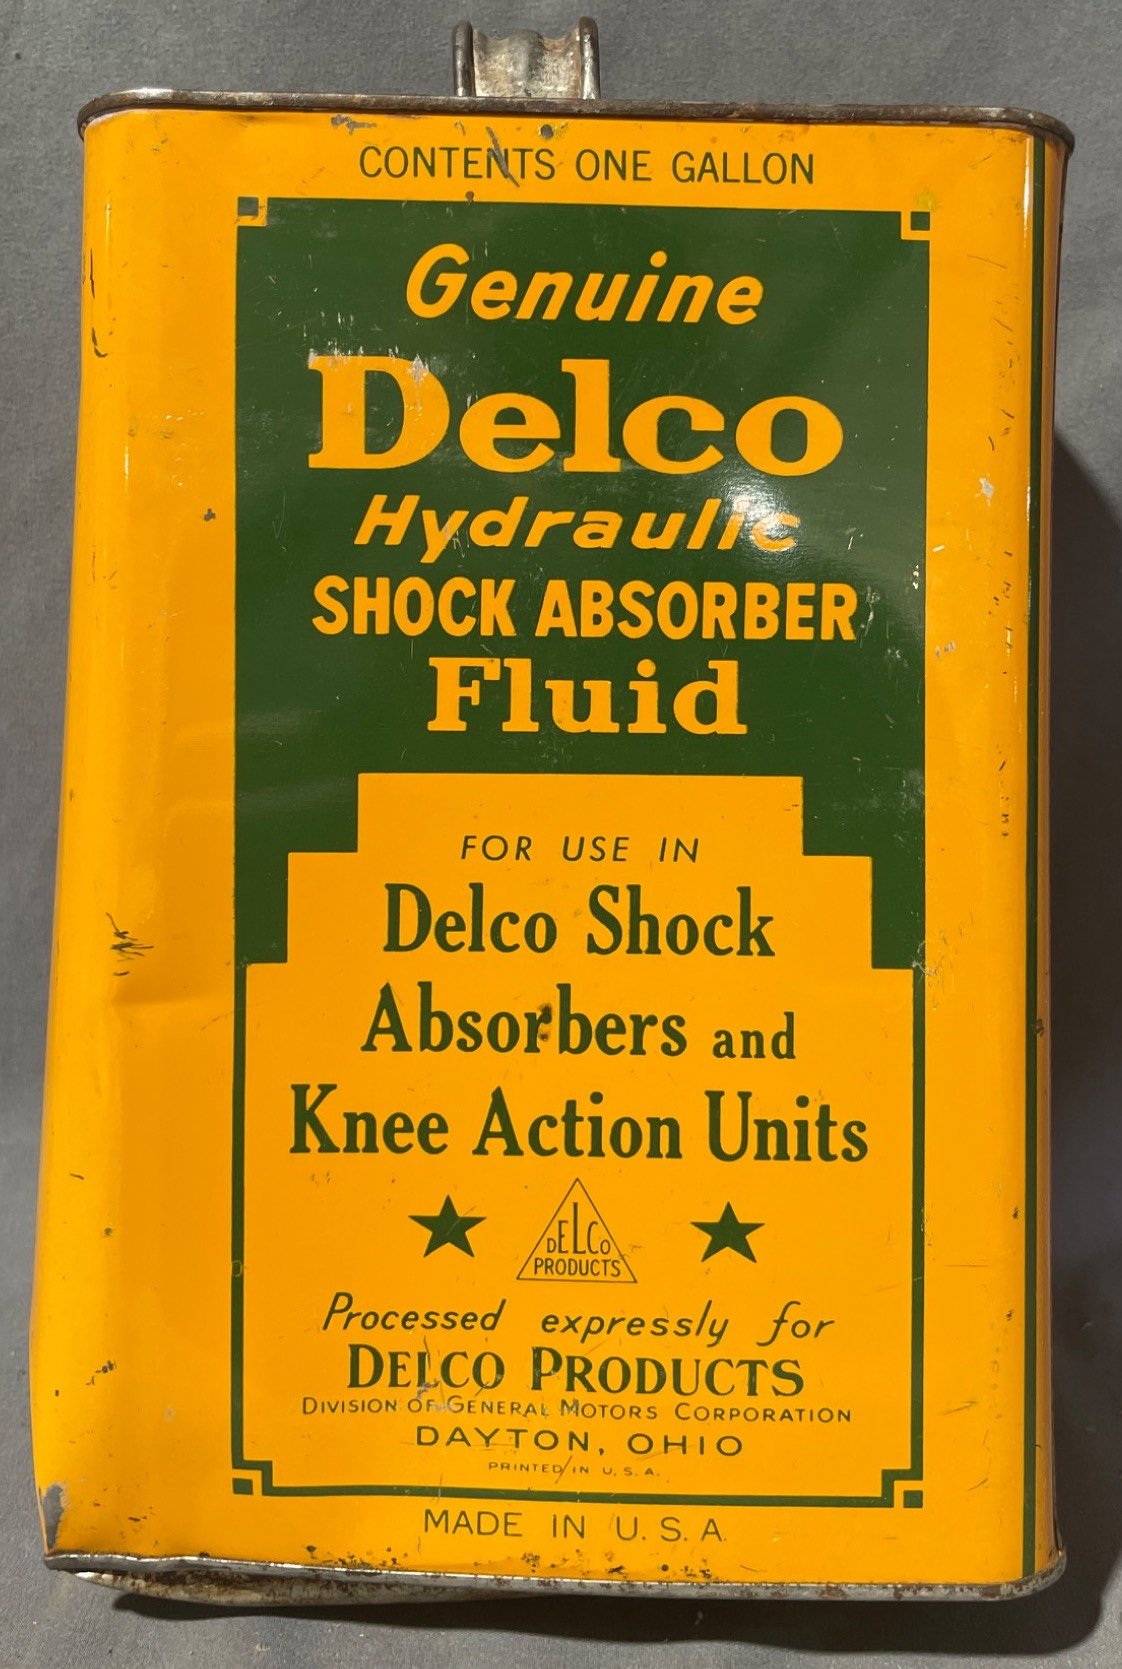 CONTENTS ONE GALLON
Genuine
Delco
Hydraulic
SHOCK ABSORBER
Fluid
FOR USE IN
Delco Shock
Absorbers and
Knee Action Units
DELCO
PRODUCTS
Processed expressly for
DELCO PRODUCTS
DIVISION OF GENERAL MOTORS CORPORATION
DAYTON, OHIO
PRINTED IN U.S.A.
MADE IN U.S.A.